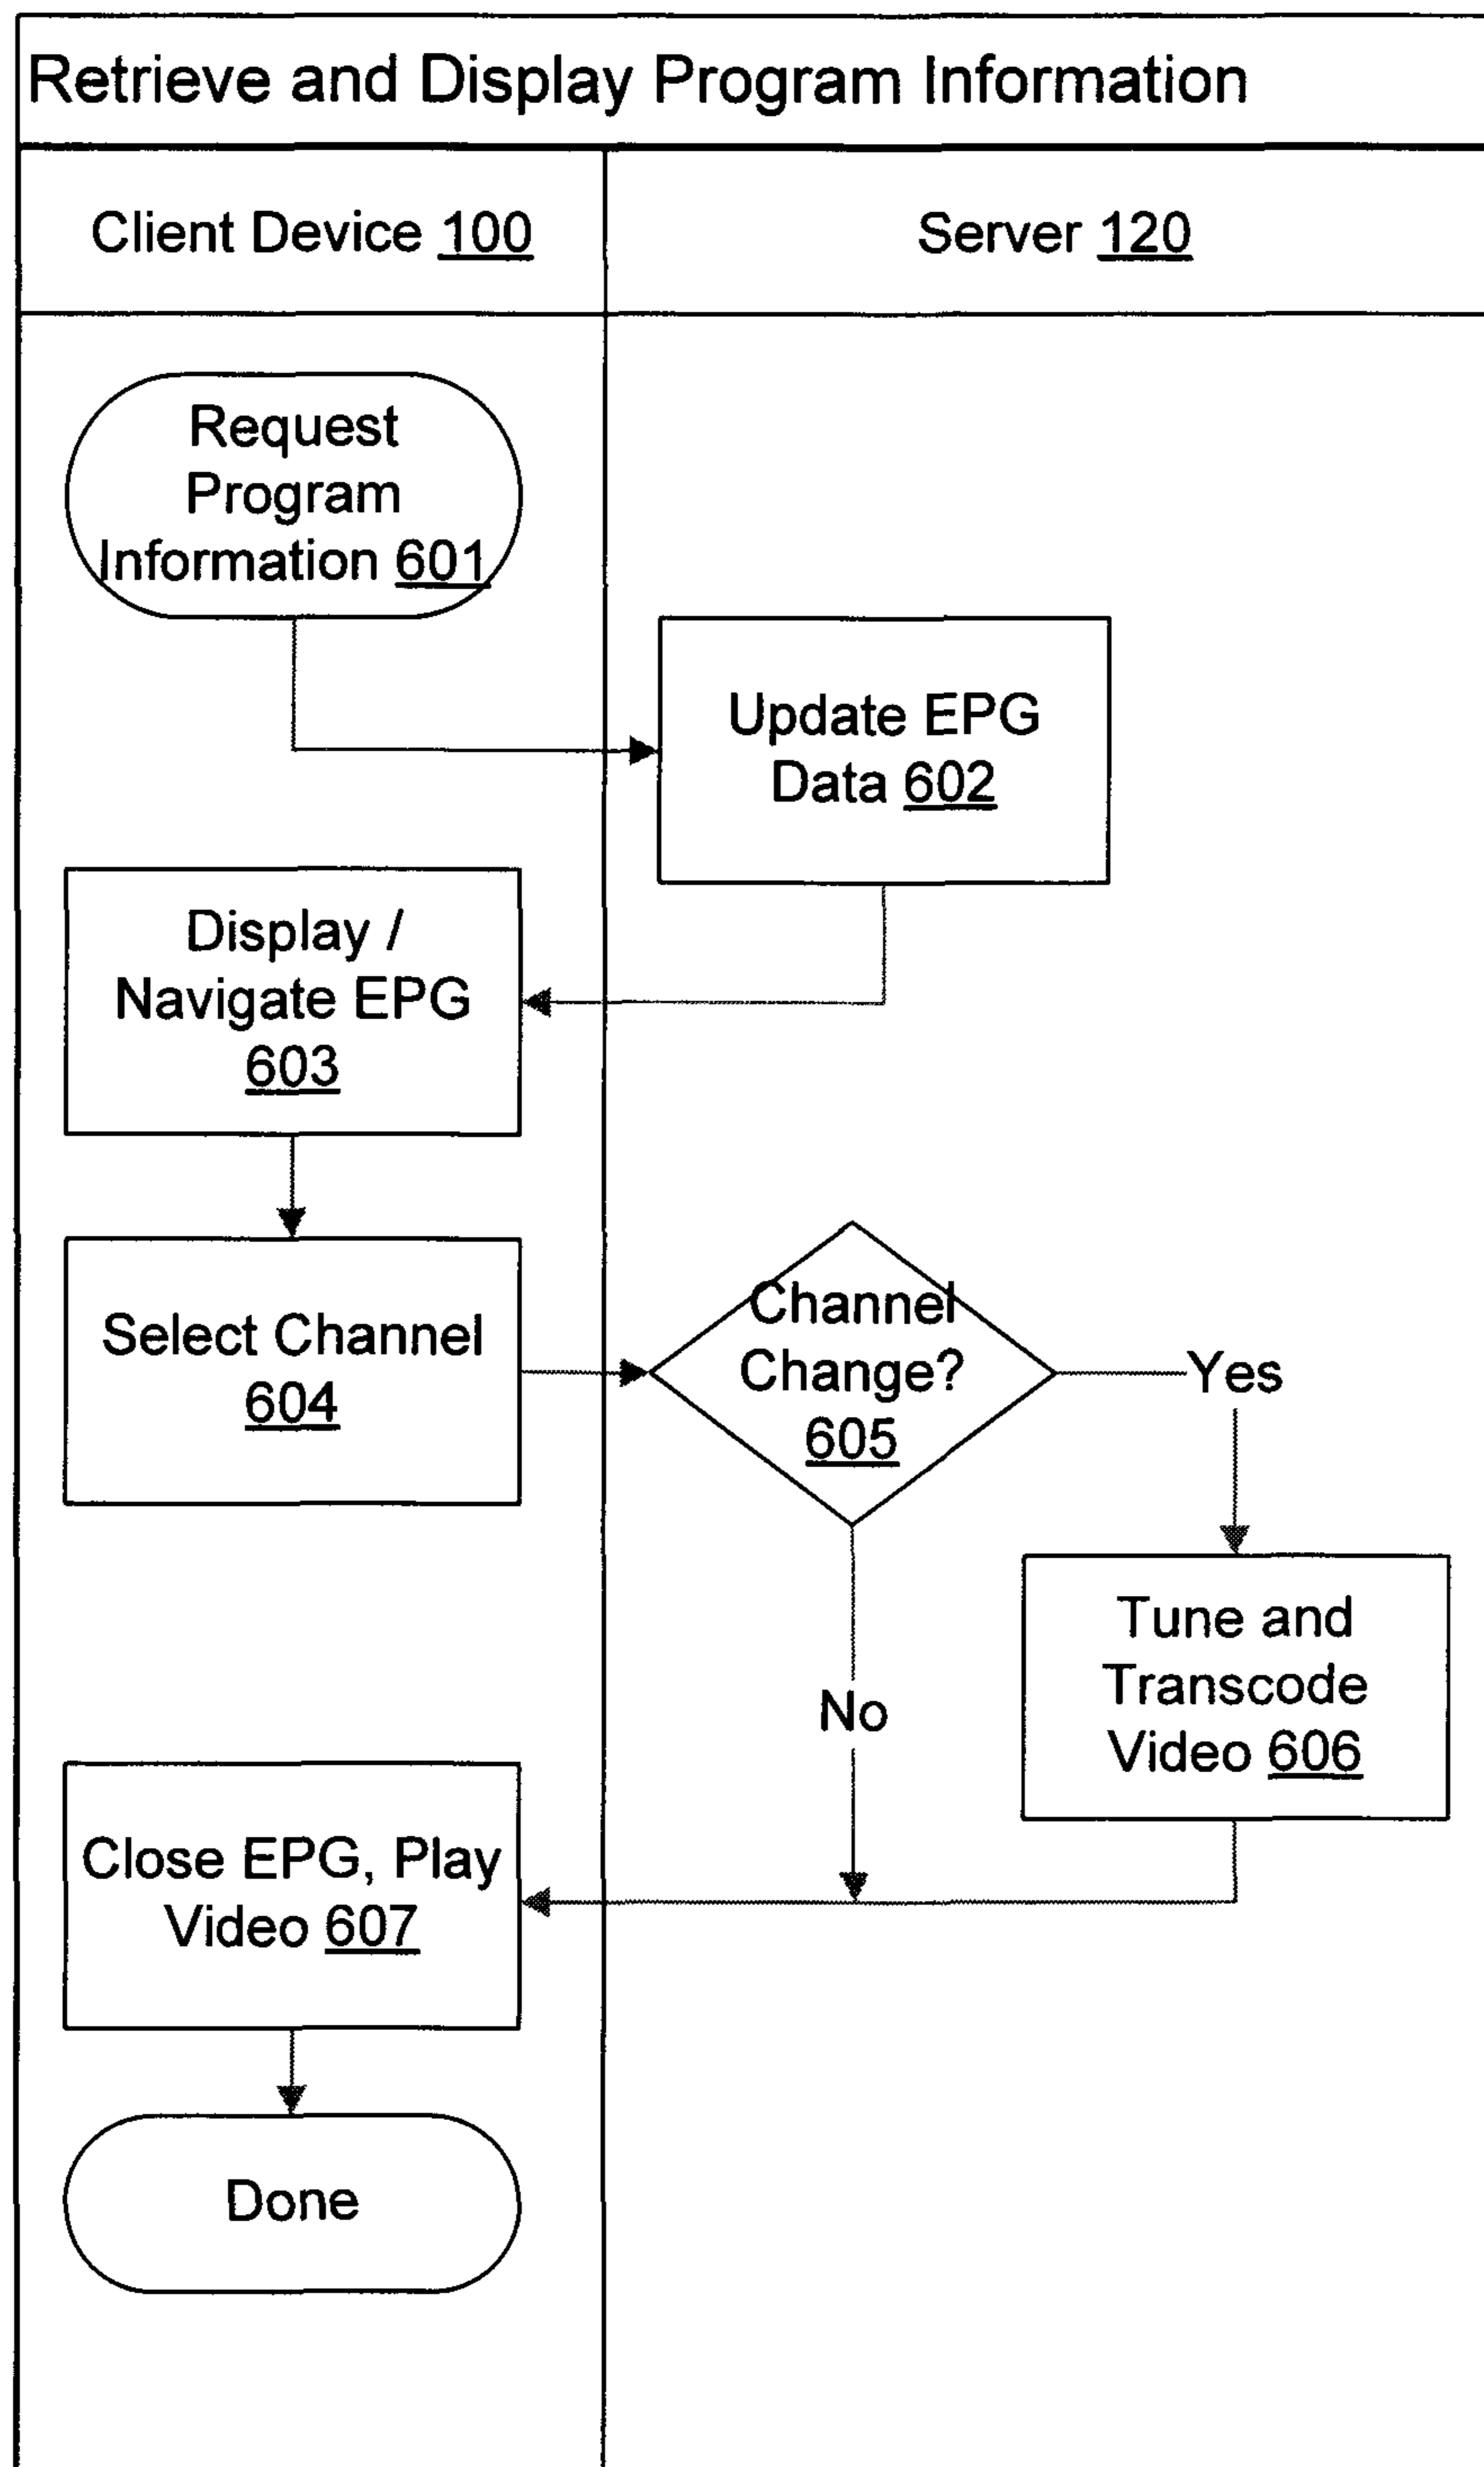 Retrieve and Display Program Information
Client Device 100
Server 120
Request
Program
Information 601
Update EPG
Data 602
Display /
Navigate EPG
603
Select Channel
604
Channel
Change?
605
Yes
No
Tune and
Transcode
Video 606
Close EPG, Play
Video 607
Done